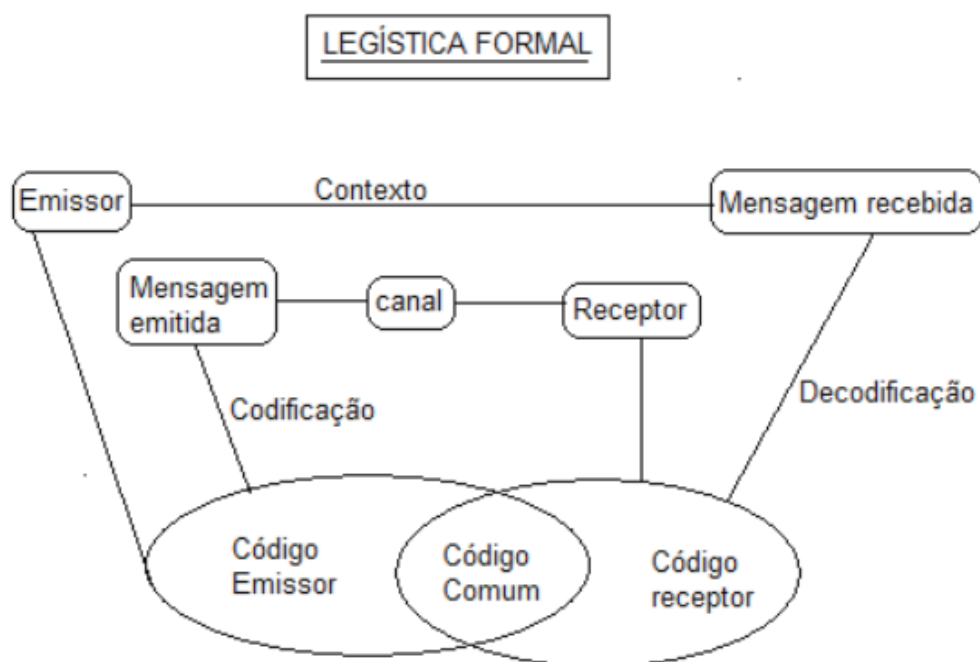 LEGÍSTICA FORMAL
Emissor
Contexto
Mensagem recebida
Mensagem
emitida
canal
Receptor
Codificação
Decodificação
Código
Emissor
Código
Comum
Código
receptor